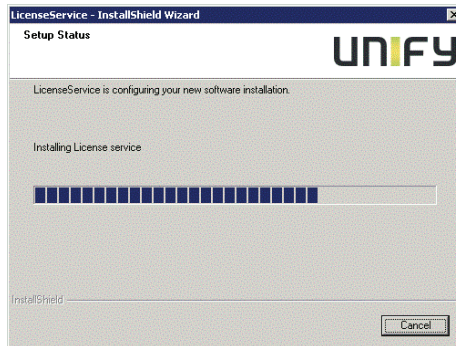 LicenseService - InstallShield Wizard
Setup Status
UNIFY
LicenseService is configuring your new software installation.
Installing License service
InstallShield
Cancel